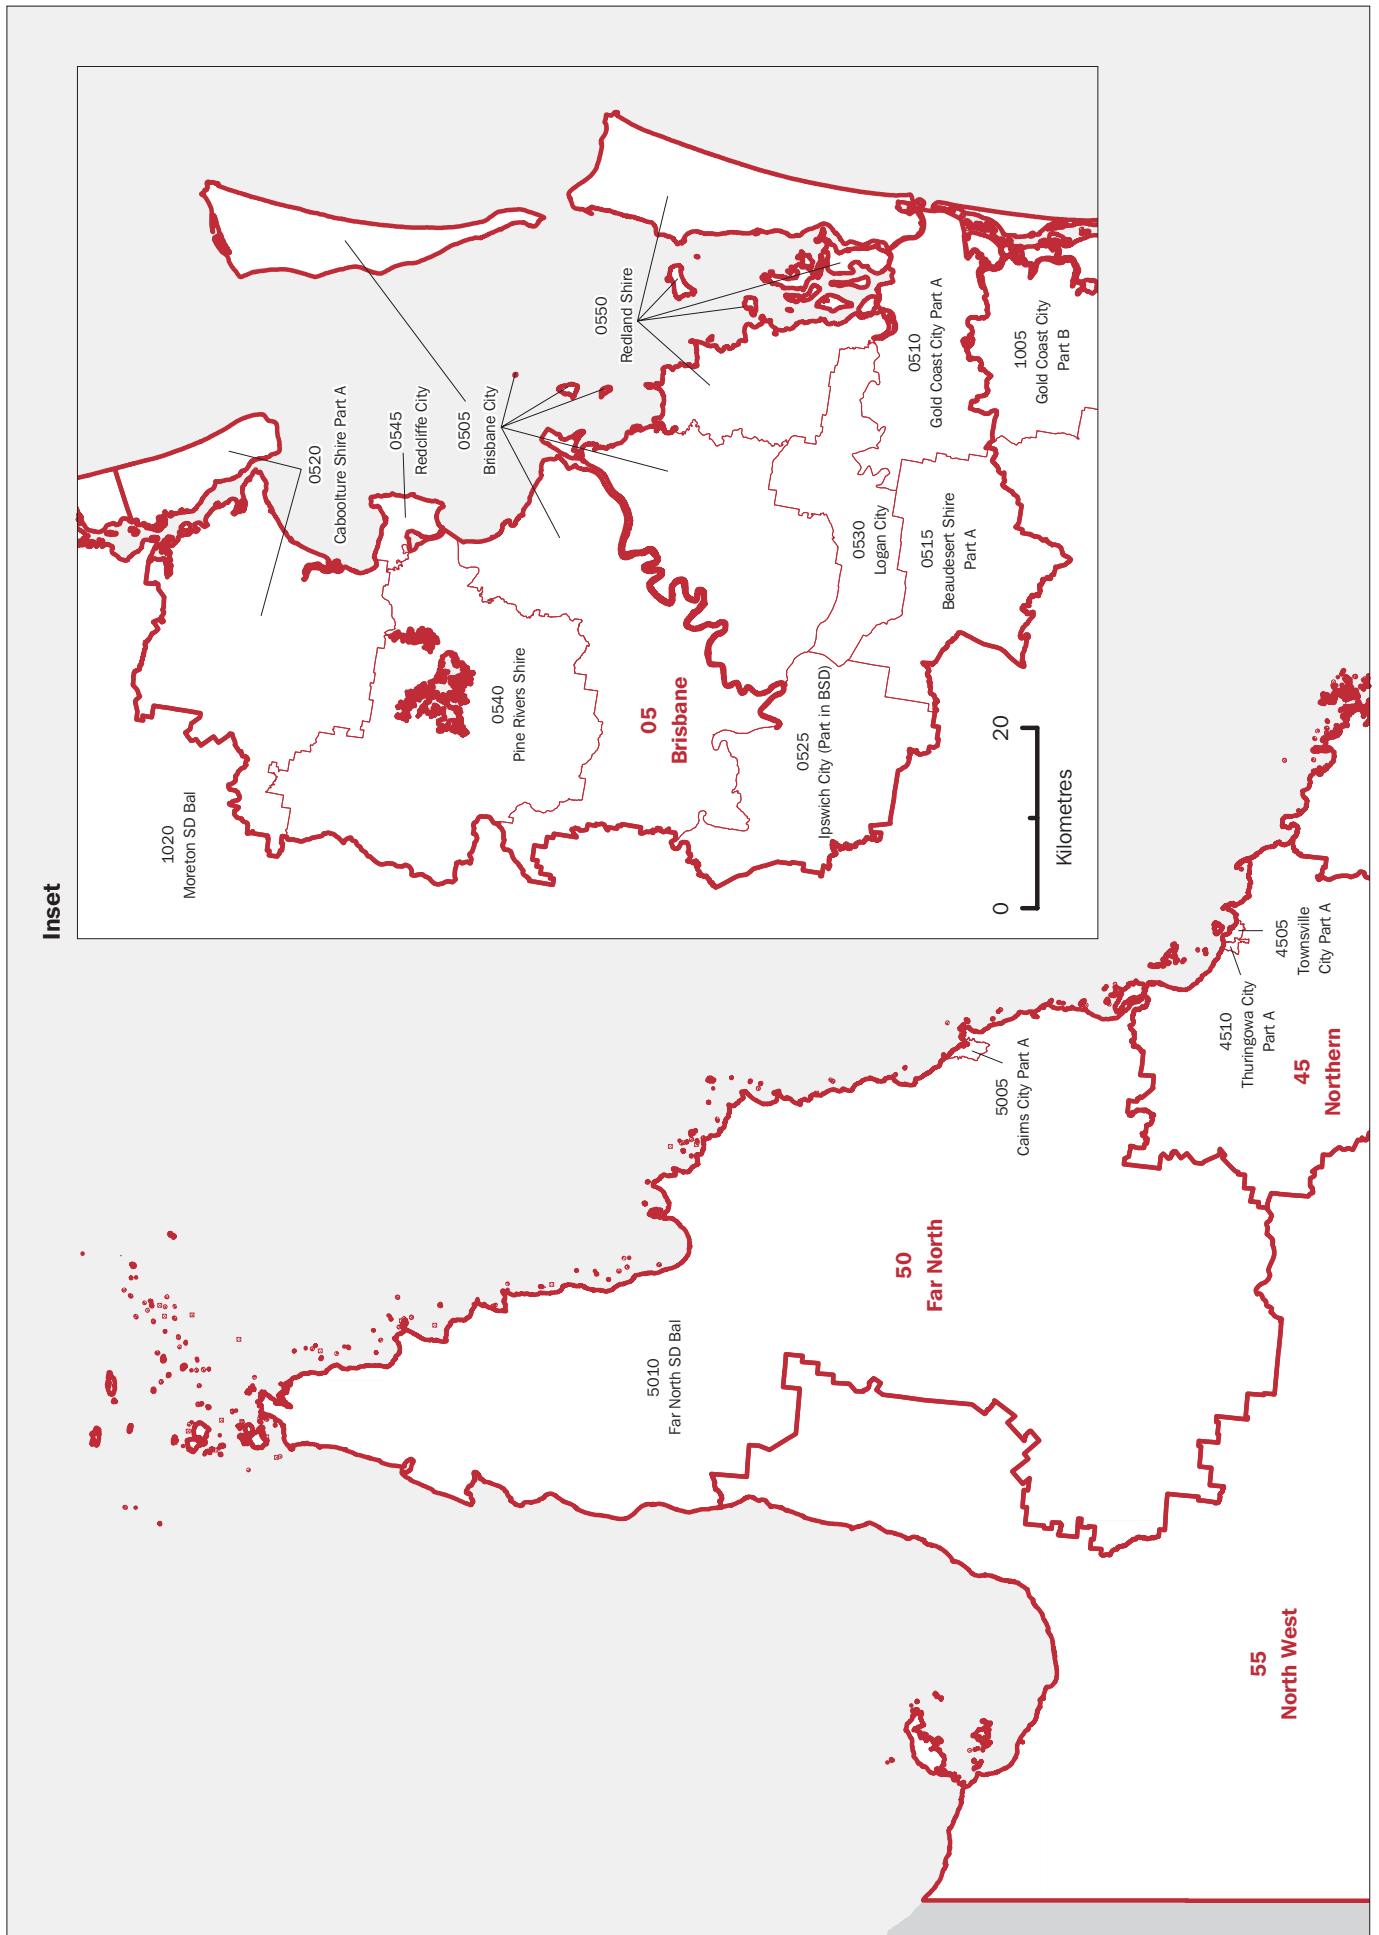 Inset
1020
Moreton SD Bal
0520
Caboolture Shire Part A
0545
Redcliffe City
0505
Brisbane City
0550
Redland Shire
0540
Pine Rivers Shire
05
Brisbane
0525
Ipswich City (Part in BSD)
0530
Logan City
0515
Beaudesert Shire
Part A
0510
Gold Coast City Part A
1005
Gold Coast City
Part B
0
20
Kilometres
5010
Far North SD Bal
50
Far North
5005
Cairns City Part A
4510
Thuringowa City
Part A
4505
Townsville
City Part A
45
Northern
55
North West